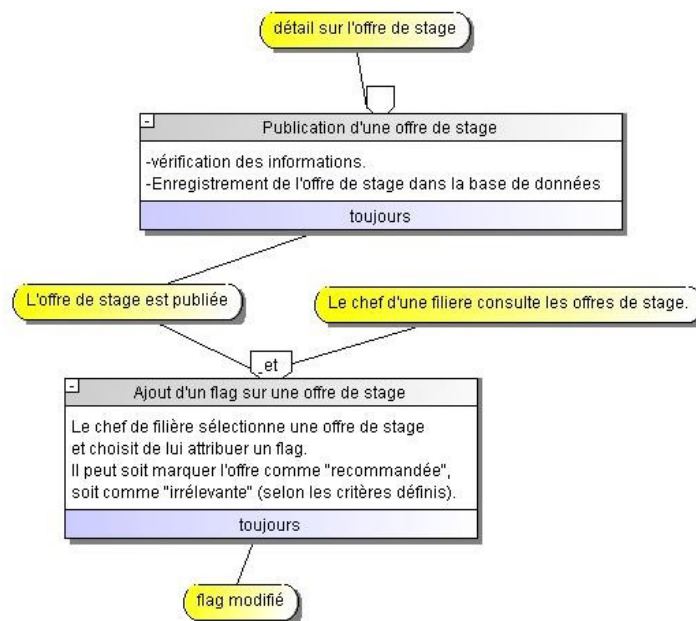 détail sur l'offre de stage
Publication d'une offre de stage
-vérification des informations.
-Enregistrement de l'offre de stage dans la base de données
toujours
L'offre de stage est publiée
Le chef d'une filiere consulte les offres de stage.
et
Ajout d'un flag sur une offre de stage
Le chef de filière sélectionne une offre de stage
et choisit de lui attribuer un flag.
Il peut soit marquer l'offre comme "recommandée",
soit comme "irrélevante" (selon les critères définis).
toujours
flag modifié